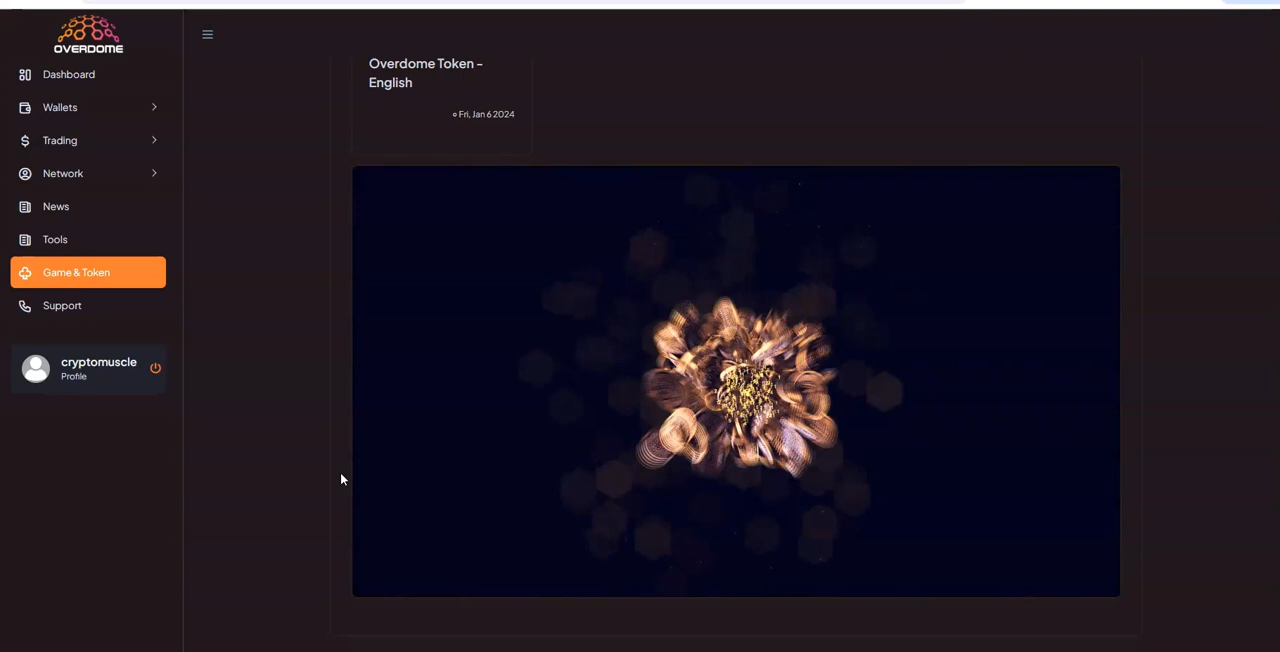 OVERDOME
Dashboard
Wallets
Trading
Network
News
Tools
Game & Token
Support
cryptomuscle
Profile
Overdome Token -
English
Fri, Jan 6 2024